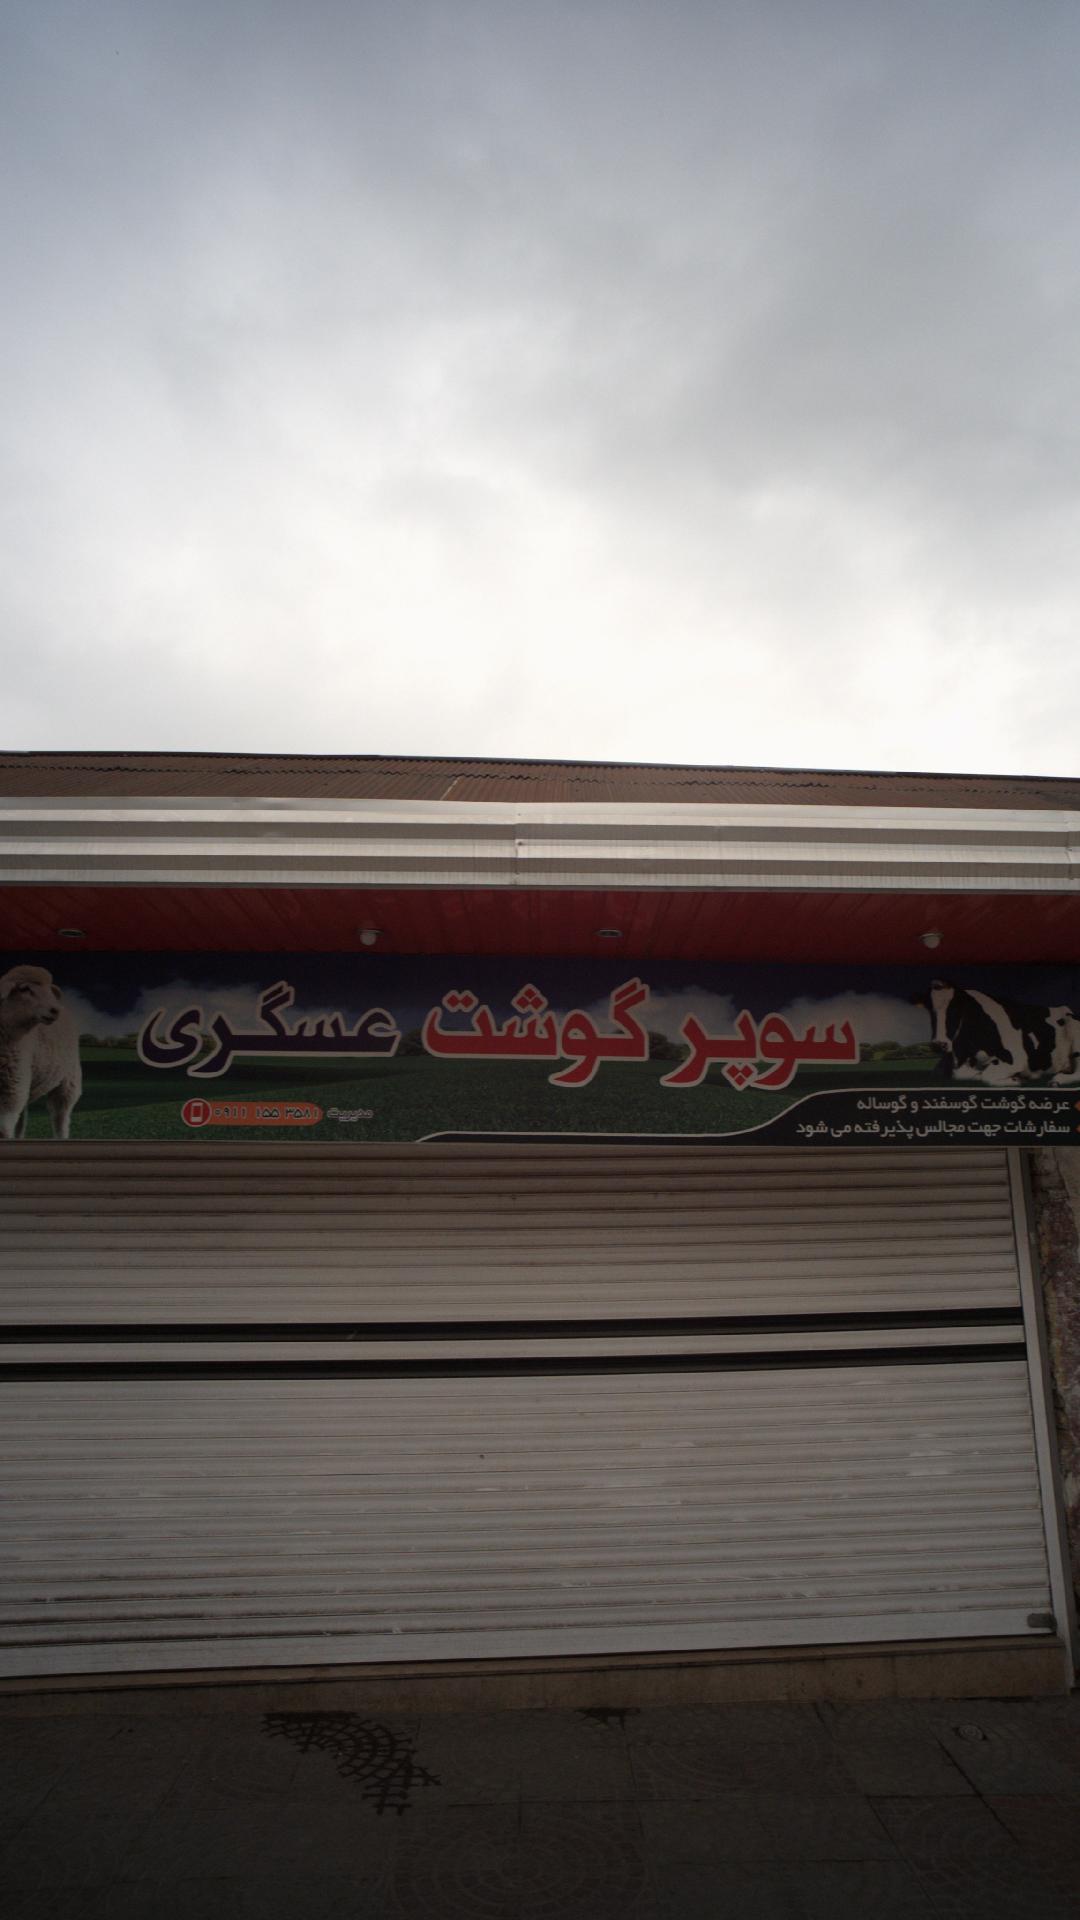 سوپر گوشت عسگری
عرضه گوشت گوسفند و گوساله
سفارشات جهت مجالس پذیرفته می شود
مدیریت ۰۹۱۱ ۱۵۵ ۳۵۸۱